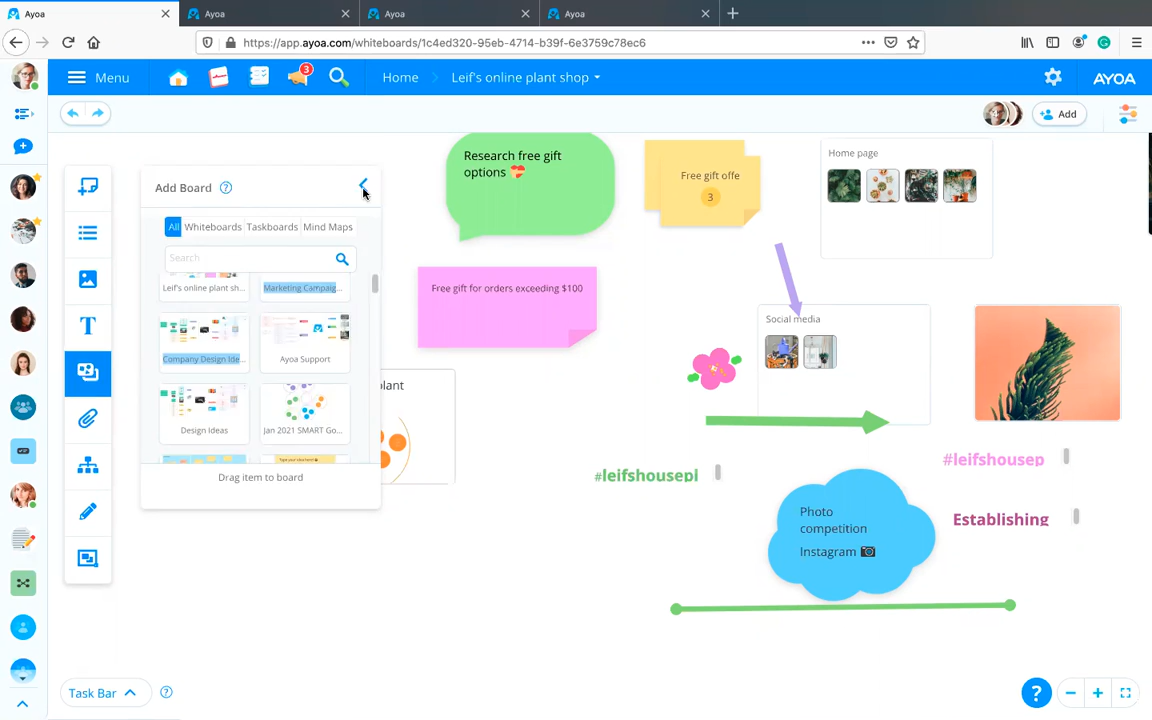 Ayoa
Ayoa
Ayoa
Ayoa
https://app.ayoa.com/whiteboards/1c4ed320-95eb-4714-b39f-6e3759c78ec6
Menu
3
Home
Leif's online plant shop
AYOA
Add
Add Board
?
All
Whiteboards
Taskboards
Mind Maps
Search
Leif's online plant sh...
Marketing Campaig...
Company Design Ide...
Ayoa Support
Design Ideas
Jan 2021 SMART Go...
Drag item to board
Research free gift
options
Free gift offe
3
Home page
Free gift for orders exceeding $100
Social media
lant
#leifshousepl
#leifshousep
Photo
competition
Instagram
Establishing
Task Bar
?
?